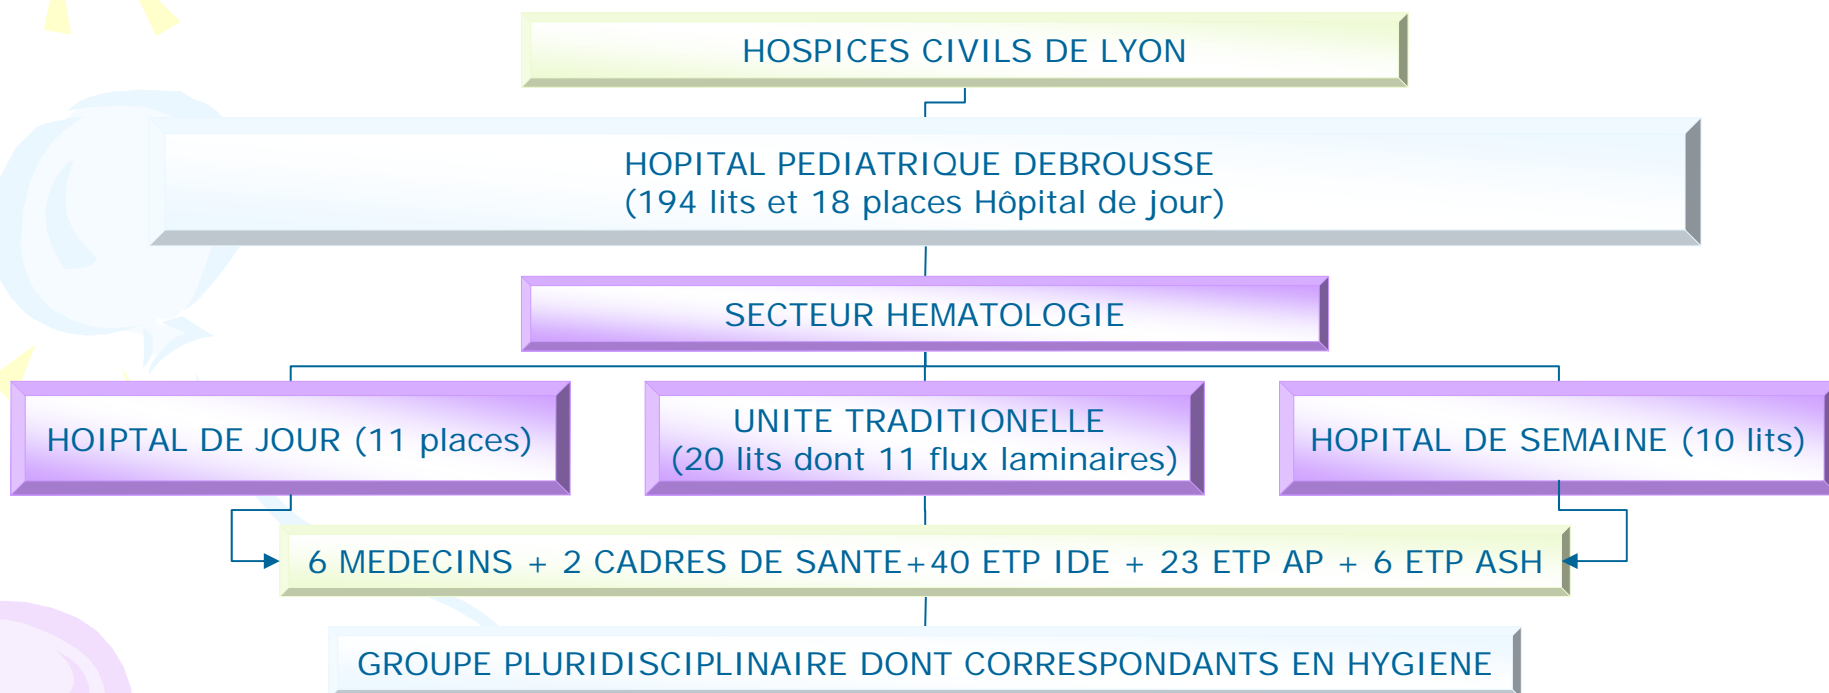 HOSPICES CIVILS DE LYON
HOPITAL PEDIATRIQUE DEBROUSSE
(194 lits et 18 places Hôpital de jour)
SECTEUR HEMATOLOGIE
HOIPTAL DE JOUR (11 places)
UNITE TRADITIONELLE
(20 lits dont 11 flux laminaires)
HOPITAL DE SEMAINE (10 lits)
6 MEDECINS + 2 CADRES DE SANTE+40 ETP IDE + 23 ETP AP + 6 ETP ASH
GROUPE PLURIDISCIPLINAIRE DONT CORRESPONDANTS EN HYGIENE